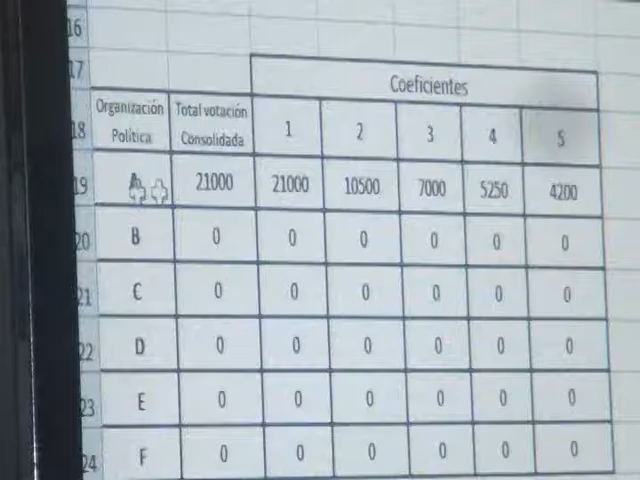 16
17 Coeficientes
Organización Total votación
18 Política Consolidada 1 2 3 4 5
19 A 21000 21000 10500 7000 5250 4200
20 B 0 0 0 0 0 0
21 C 0 0 0 0 0 0
22 D 0 0 0 0 0 0
23 E 0 0 0 0 0 0
24 F 0 0 0 0 0 0